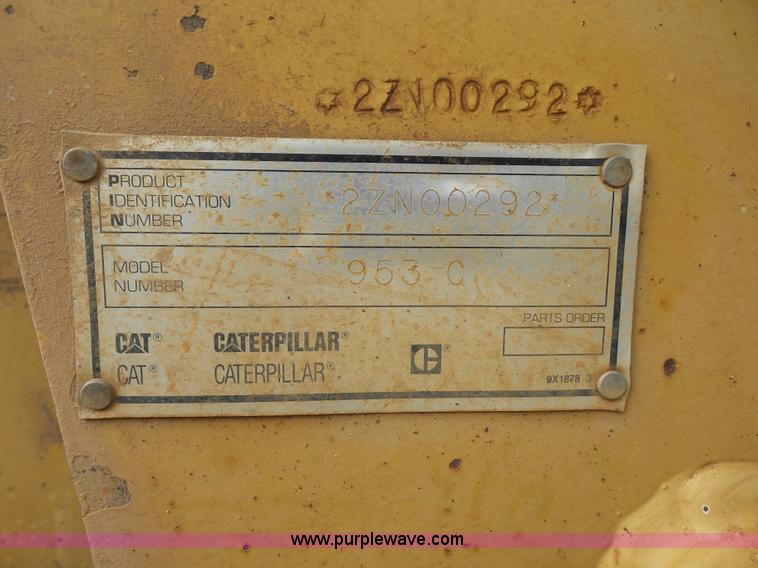 *2ZN00292*
PRODUCT
IDENTIFICATION
NUMBER
*2ZN00292*
MODEL
NUMBER
953 C
PARTS ORDER
CAT® CATERPILLAR® C®
CAT® CATERPILLAR®
9X1878 3
www.purplewave.com